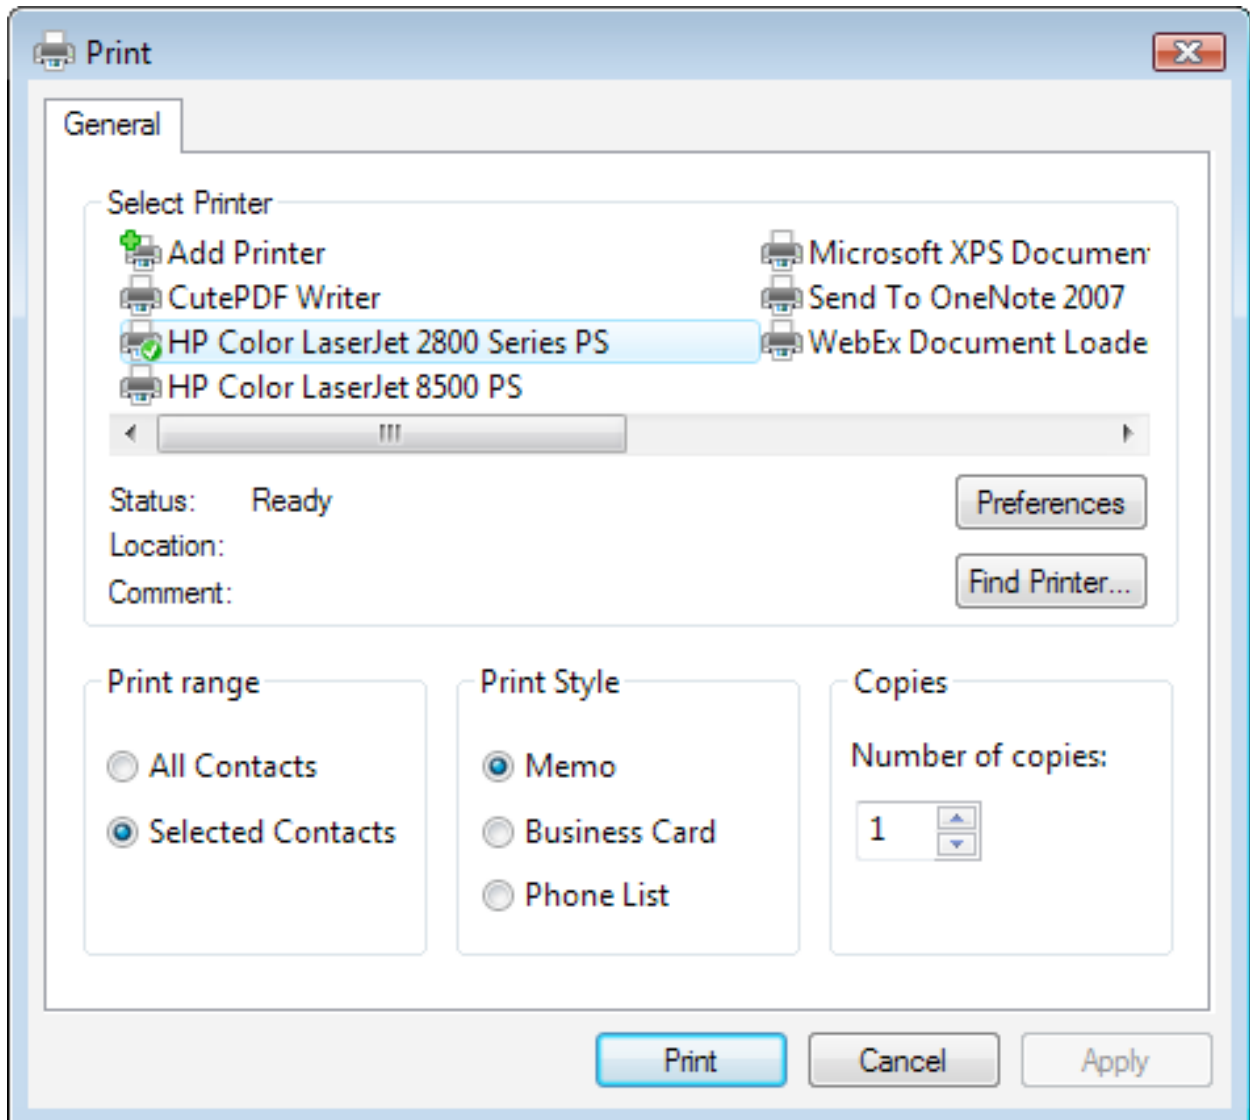 Print
General
Select Printer
Add Printer
CutePDF Writer
HP Color LaserJet 2800 Series PS
HP Color LaserJet 8500 PS
Microsoft XPS Document
Send To OneNote 2007
WebEx Document Loade
Status: Ready
Location:
Comment:
Preferences
Find Printer...
Print range
All Contacts
Selected Contacts
Print Style
Memo
Business Card
Phone List
Copies
Number of copies:
1
Print
Cancel
Apply